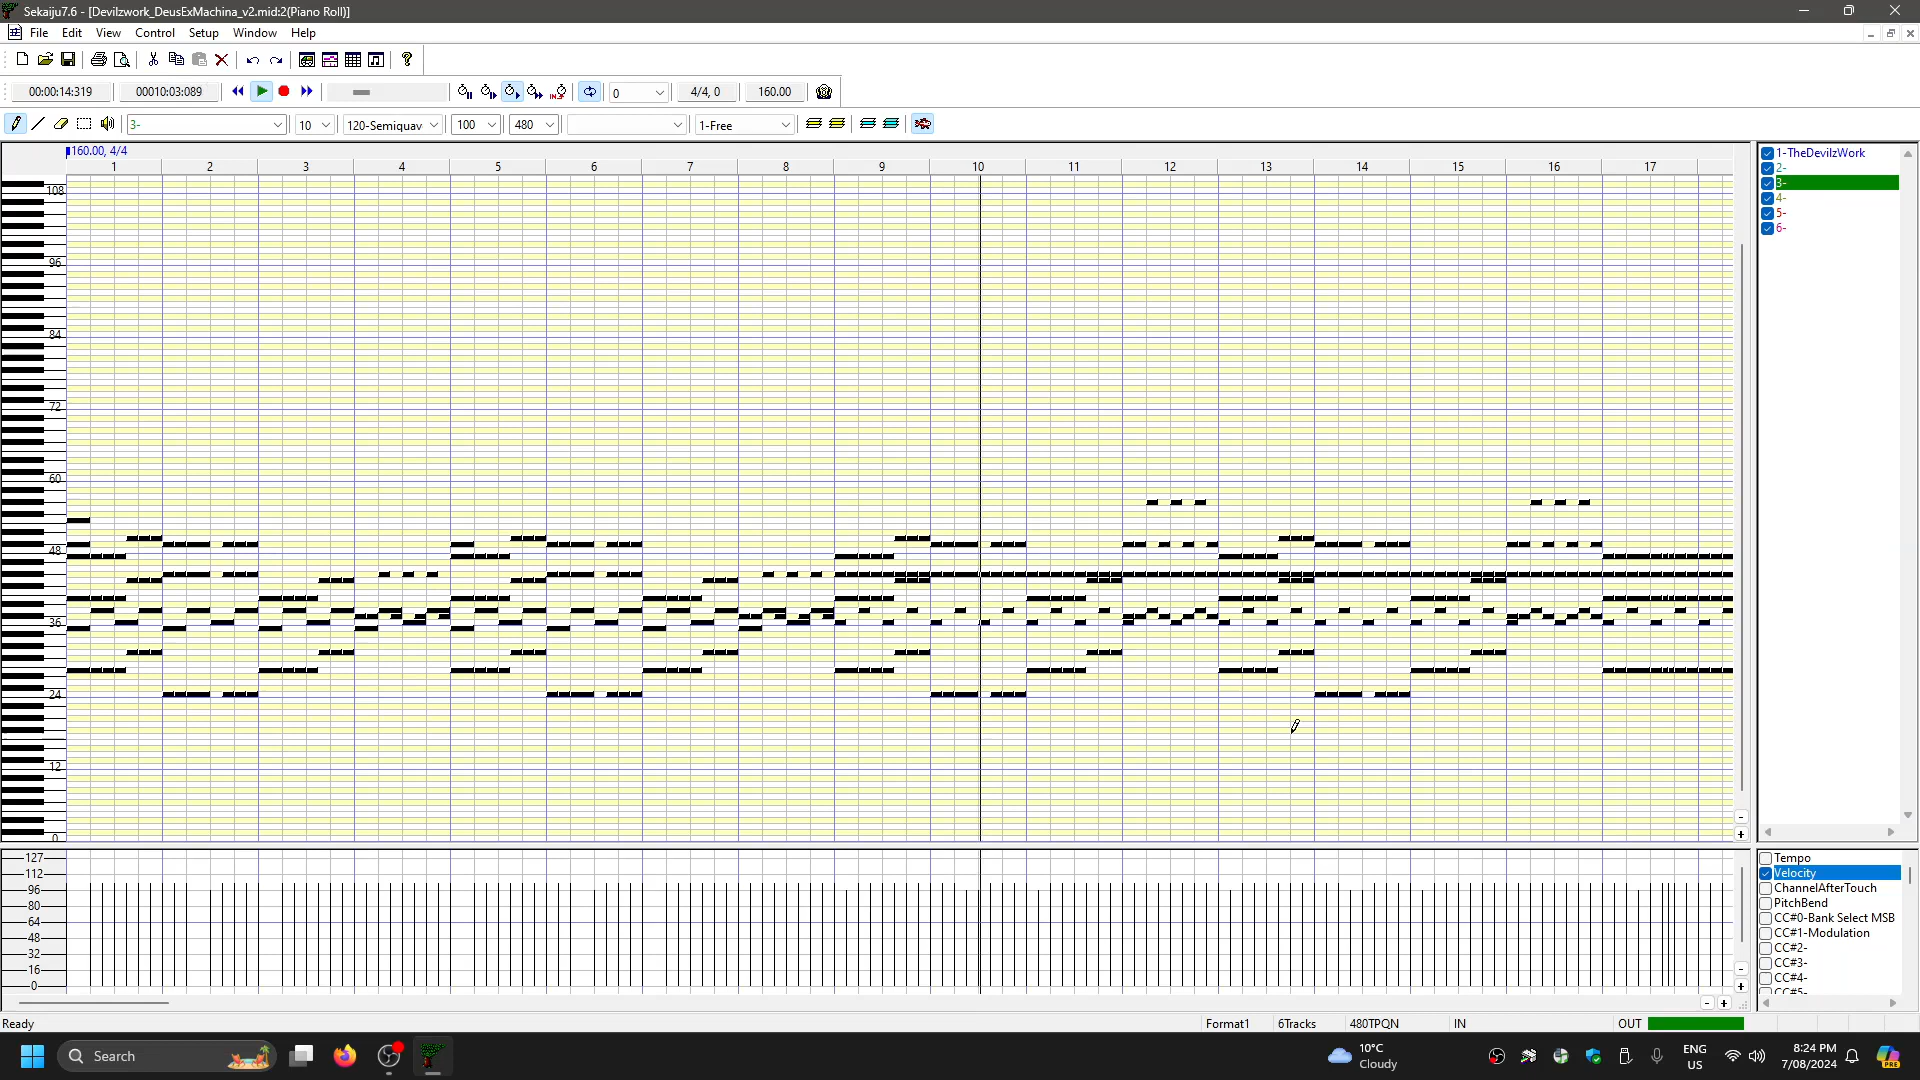 Sekaiju7.6 - [Devilzwork_DeusExMachina_v2.mid:2(Piano Roll)]
File Edit View Control Setup Window Help
00:00:14:319 00010:03:089 0 4/4, 0 160.00
3- 10 120-Semiquav 100 480 1-Free
160.00, 4/4
1 2 3 4 5 6 7 8 9 10 11 12 13 14 15 16 17
108
96
84
72
60
48
36
24
12
0
1-TheDevilzWork
2-
3-
4-
5-
6-
127
112
96
80
64
48
32
16
0
Tempo
Velocity
ChannelAfterTouch
PitchBend
CC#0-Bank Select MSB
CC#1-Modulation
CC#2-
CC#3-
CC#4-
CC#5-
Ready Format1 6Tracks 480TPQN IN OUT
Search
10°C
Cloudy
ENG
US
8:24 PM
7/08/2024
PRE